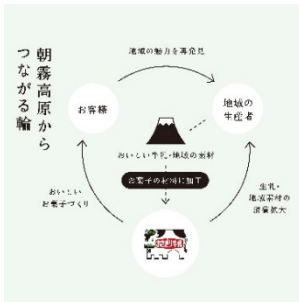 朝霧高原から
つながる輪
地域の魅力を再発見
お客様
地域の
生産者
おいしい牛乳・地域の素材
お菓子の材料に加工
おいしい
お菓子づくり
生乳・
地域素材の
消費拡大